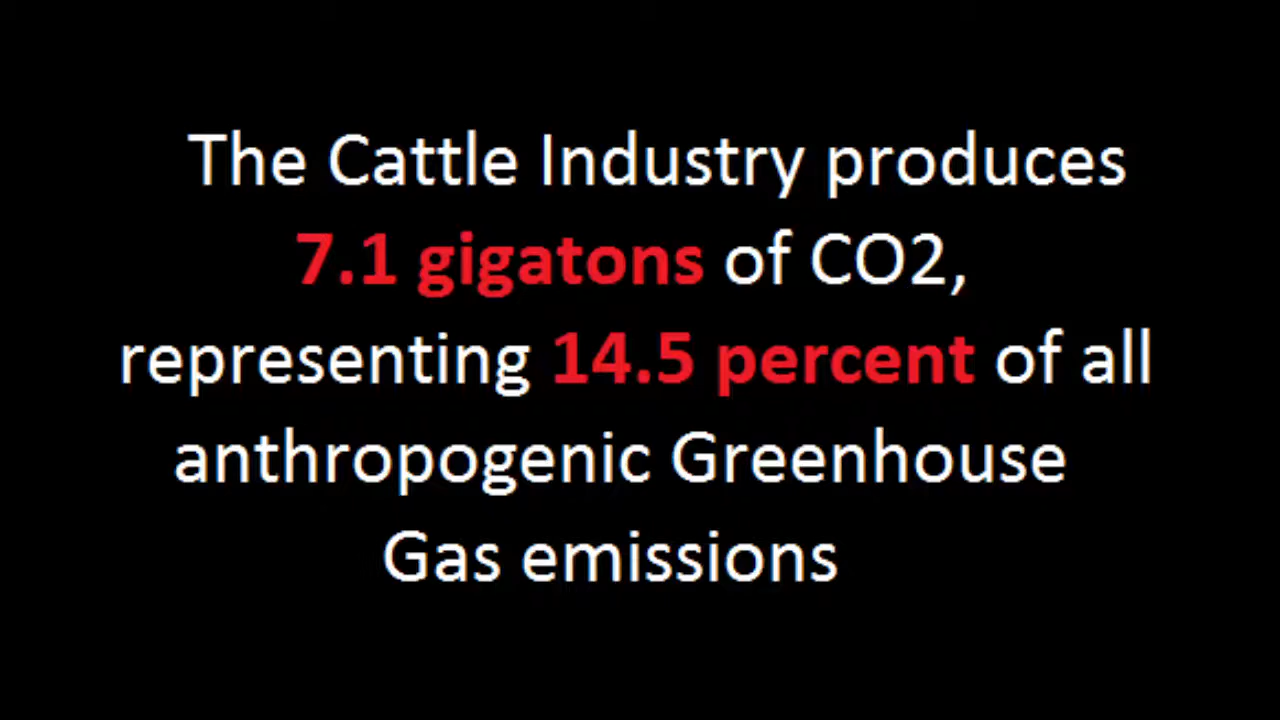 The Cattle Industry produces
7.1 gigatons of CO2,
representing 14.5 percent of all
anthropogenic Greenhouse
Gas emissions